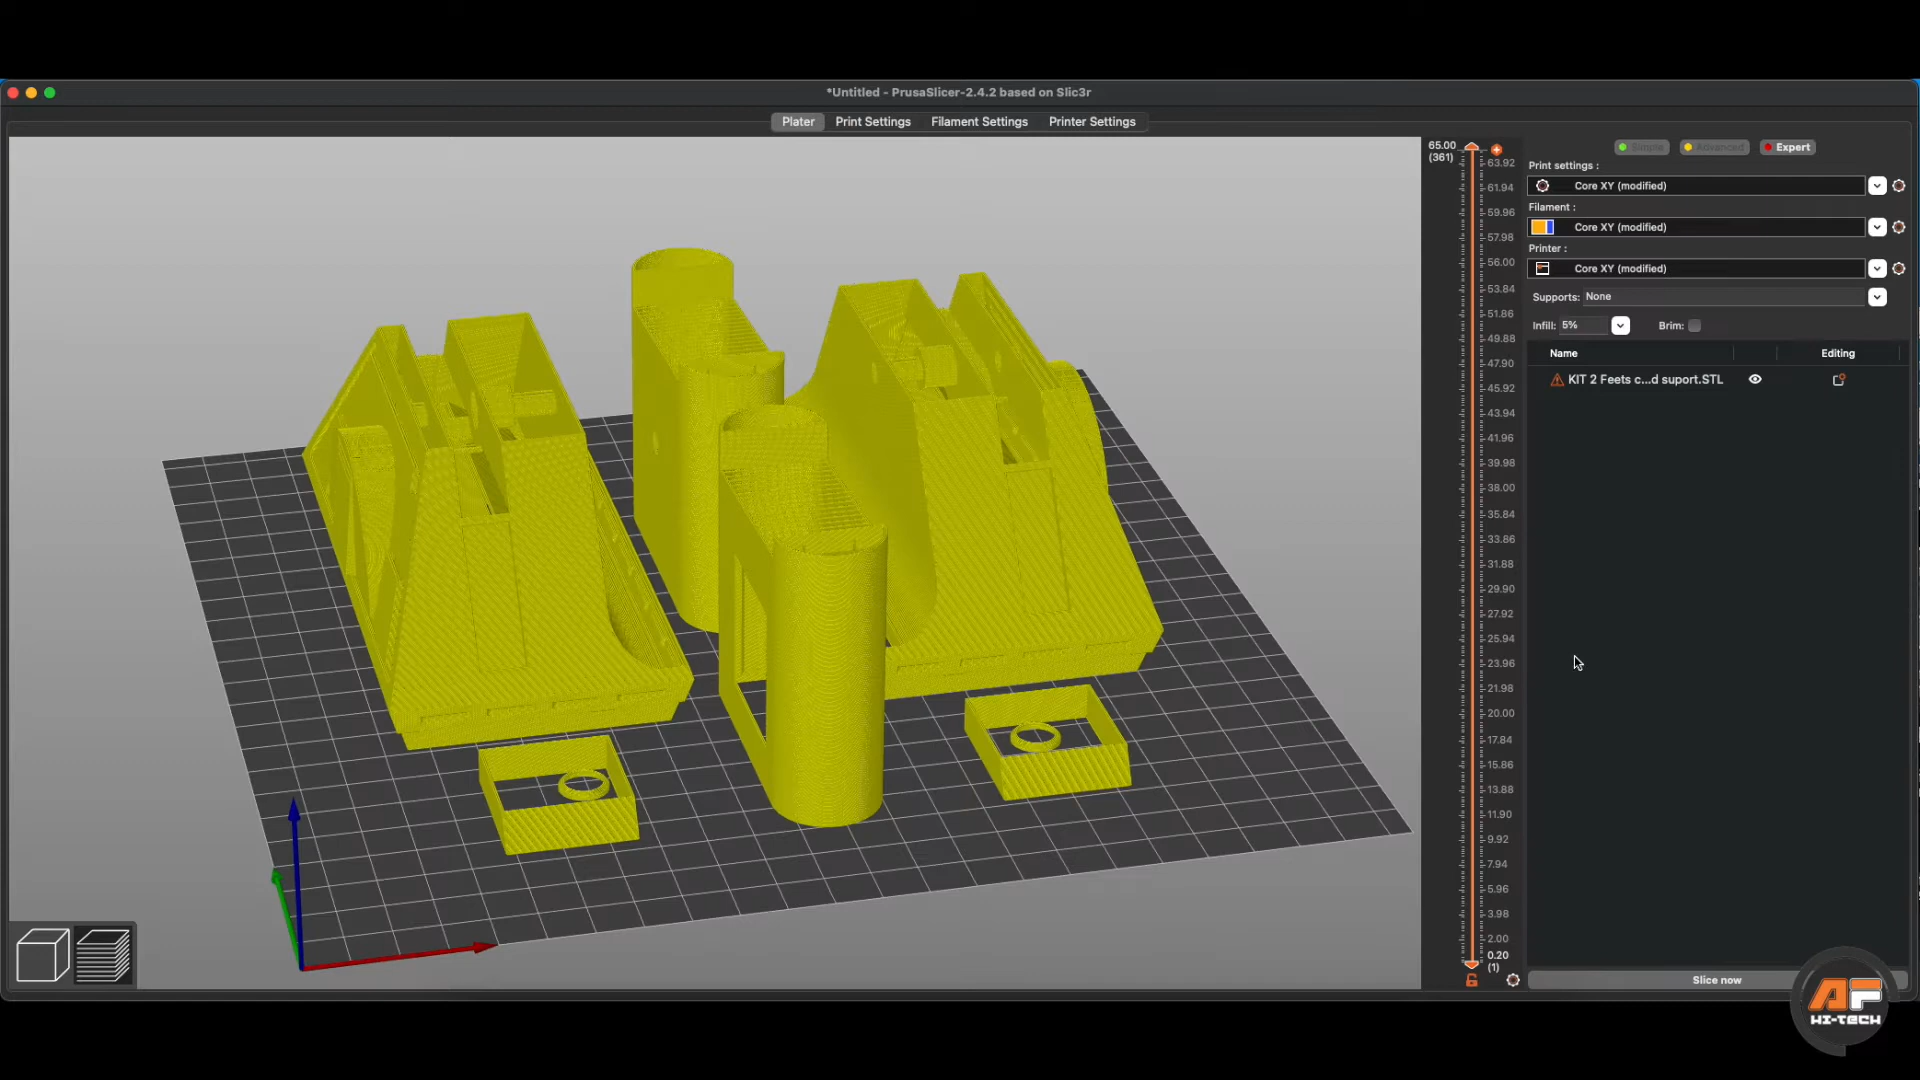 *Untitled - PrusaSlicer-2.4.2 based on Slic3r
Plater Print Settings Filament Settings Printer Settings
Simple Advanced Expert
Print settings :
Core XY (modified)
Filament :
Core XY (modified)
Printer :
Core XY (modified)
Supports: None
Infill: 5% Brim:
Name Editing
KIT 2 Feets c...d suport.STL
65.00
(361)
63.92
61.94
59.96
57.98
56.00
53.84
51.86
49.88
47.90
45.92
43.94
41.96
39.98
38.00
35.84
33.86
31.88
29.90
27.92
25.94
23.96
21.98
20.00
17.84
15.86
13.88
11.90
9.92
7.94
5.96
3.98
2.00
0.20
(1)
Slice now
AF
HI-TECH